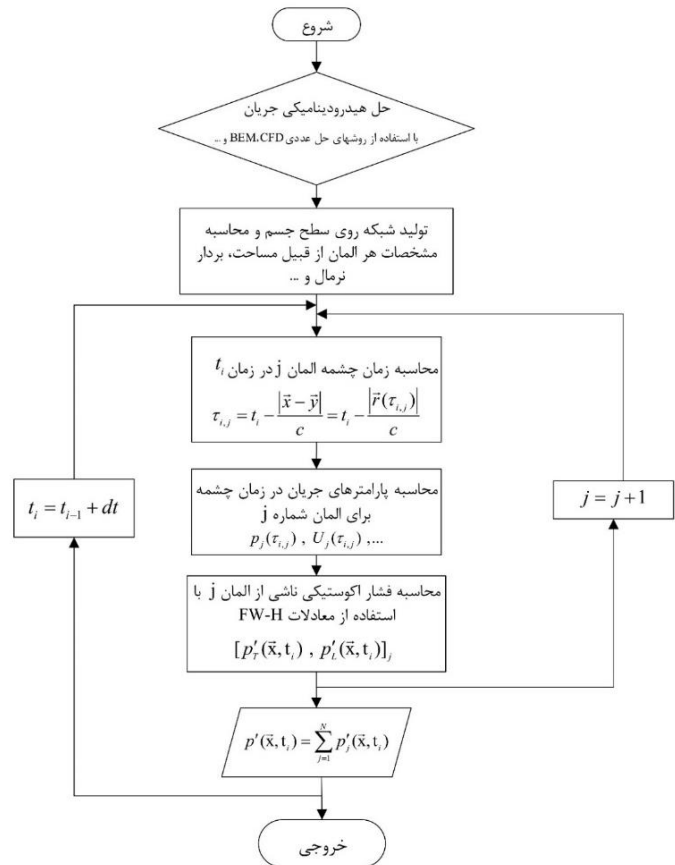 شروع
حل هیدرودینامیکی جریان
با استفاده از روشهای حل عددی BEM،CFD و ...
تولید شبکه روی سطح جسم و محاسبه
مشخصات هر المان از قبیل مساحت، بردار
نرمال و ...
محاسبه زمان چشمه المان j در زمان t_i
τ_{i,j} = t_i − |x⃗ − y⃗| / c = t_i − |r⃗(τ_{i,j})| / c
محاسبه پارامترهای جریان در زمان چشمه
برای المان شماره j
p_j(τ_{i,j}) , U_j(τ_{i,j}) ,...
t_i = t_{i−1} + dt
j = j+1
محاسبه فشار اکوستیکی ناشی از المان j با
استفاده از معادلات FW-H
[p′_T(x⃗, t_i) , p′_L(x⃗, t_i)]_j
p′(x⃗, t_i) = ∑_{j=1}^{N} p′_j(x⃗, t_i)
خروجی